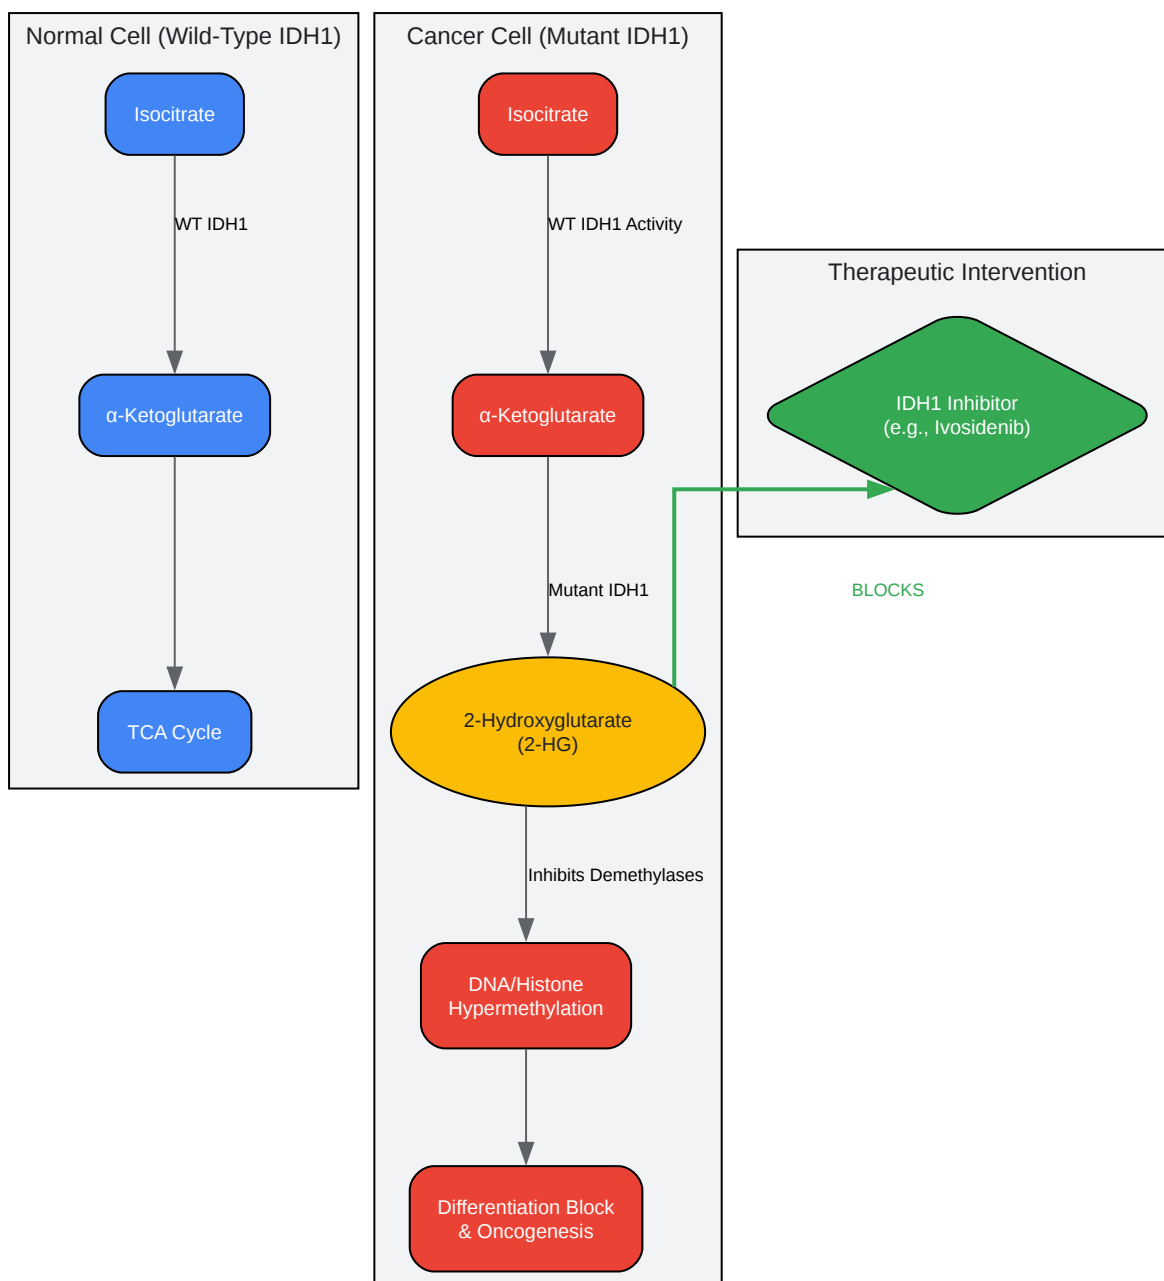 Normal Cell (Wild-Type IDH1)
Isocitrate
WT IDH1
α-Ketoglutarate
TCA Cycle
Cancer Cell (Mutant IDH1)
Isocitrate
WT IDH1 Activity
α-Ketoglutarate
Mutant IDH1
2-Hydroxyglutarate
(2-HG)
Inhibits Demethylases
DNA/Histone
Hypermethylation
Differentiation Block
& Oncogenesis
Therapeutic Intervention
IDH1 Inhibitor
(e.g., Ivosidenib)
BLOCKS